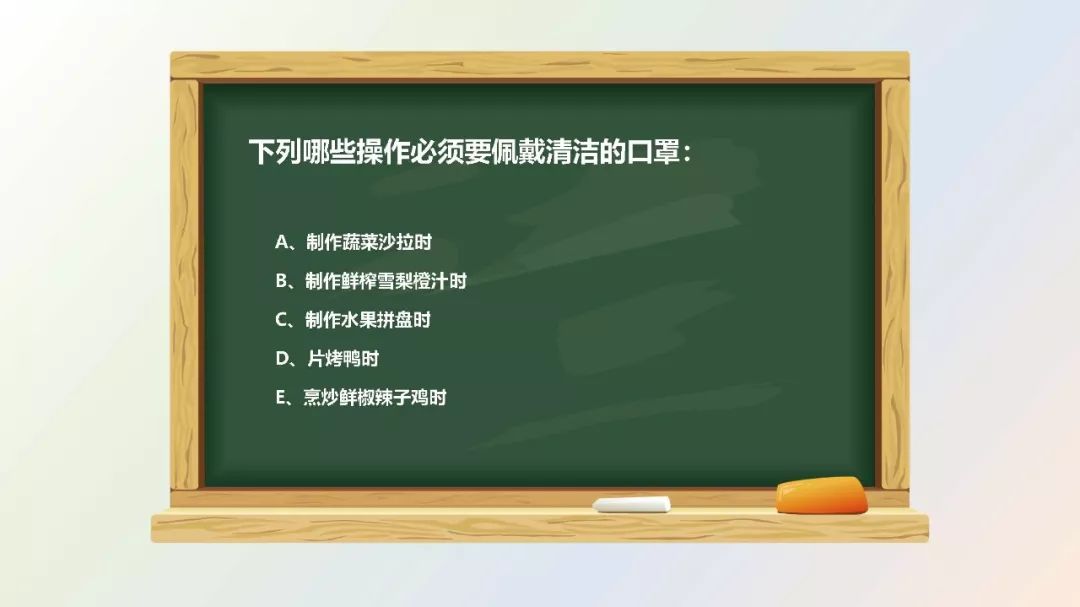 下列哪些操作必须要佩戴清洁的口罩：
A、制作蔬菜沙拉时
B、制作鲜榨雪梨橙汁时
C、制作水果拼盘时
D、片烤鸭时
E、烹炒鲜椒辣子鸡时